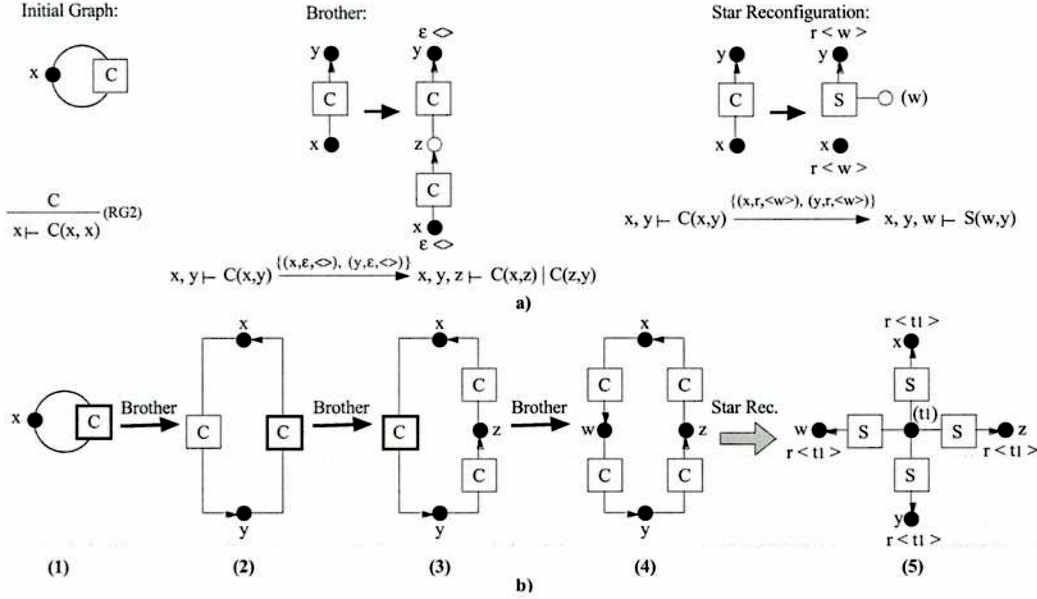 Initial Graph:
Brother:
Star Reconfiguration:
ε <>
r < w >
y
y
y
y
x
C
C
C
C
S
(w)
x
z
x
x
C
r < w >
C
x ⊢ C(x, x)
(RG2)
x
ε <>
x, y ⊢ C(x,y) {(x,r,<w>), (y,r,<w>)} x, y, w ⊢ S(w,y)
x, y ⊢ C(x,y) {(x,ε,<>), (y,ε,<>)} x, y, z ⊢ C(x,z) | C(z,y)
a)
x
x
x
r < t1 >
x
C
C
C
S
x
C
Brother
C
C
Brother
C
z
Brother
w
z
Star Rec.
w
S
(t1)
S
z
r < t1 >
r < t1 >
C
C
C
S
y
y
y
y
r < t1 >
(1)
(2)
(3)
(4)
(5)
b)